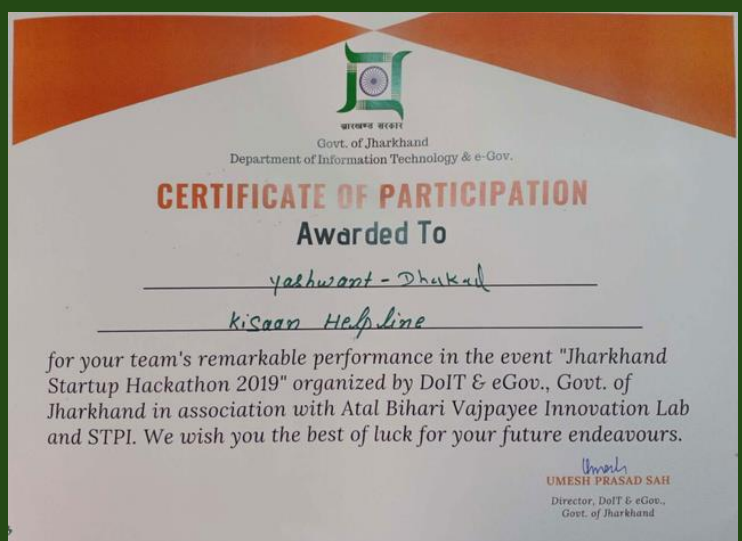 झारखण्ड सरकार
Govt. of Jharkhand
Department of Information Technology & e-Gov.
CERTIFICATE OF PARTICIPATION
Awarded To
Yashwant - Dhakad
Kisaan Helpline
for your team's remarkable performance in the event "Jharkhand
Startup Hackathon 2019" organized by DoIT & eGov., Govt. of
Jharkhand in association with Atal Bihari Vajpayee Innovation Lab
and STPI. We wish you the best of luck for your future endeavours.
Umesh
UMESH PRASAD SAH
Director, DoIT & eGov.,
Govt. of Jharkhand